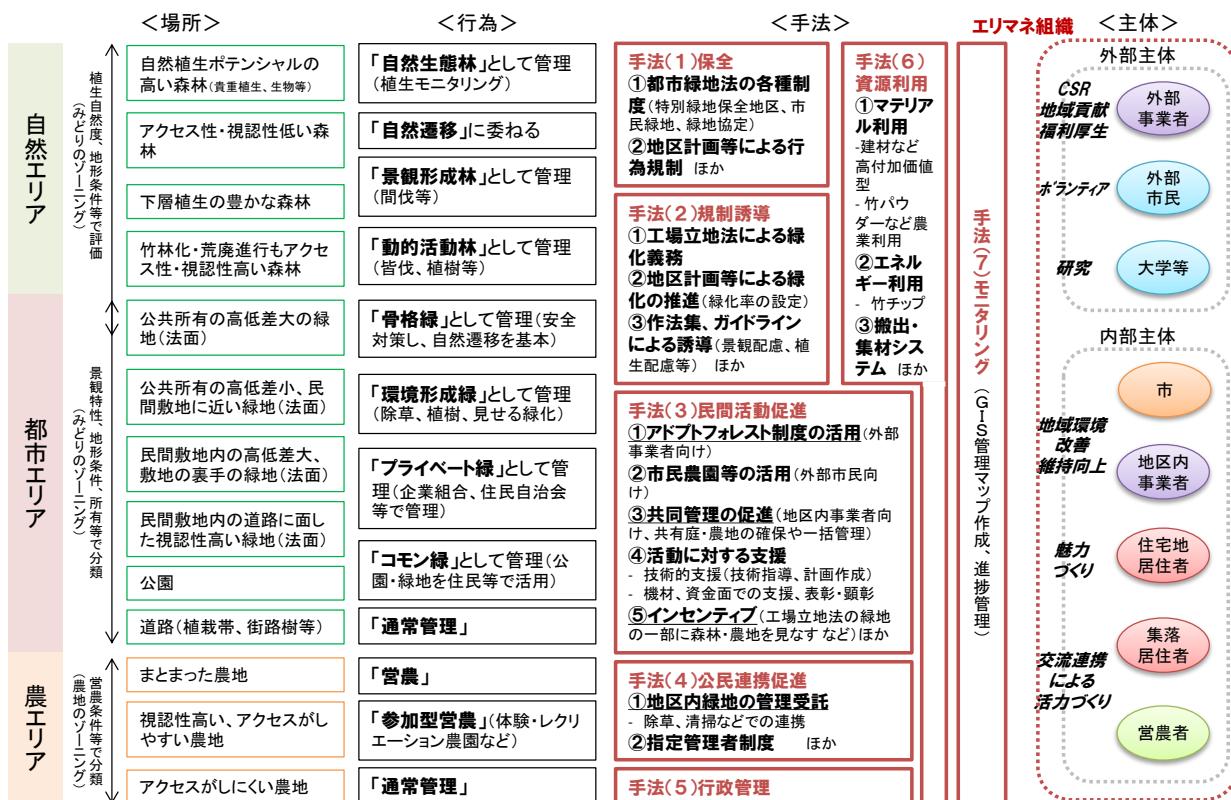 ＜場所＞
＜行為＞
＜手法＞
エリマネ組織
＜主体＞
自然エリア
植生自然度、地形条件等で評価
（みどりのゾーニング）
自然植生ポテンシャルの
高い森林（貴重植生、生物等）
アクセス性・視認性低い森
林
下層植生の豊かな森林
竹林化・荒廃進行もアクセ
ス性・視認性高い森林
都市エリア
景観特性、地形条件、所有等で分類
（みどりのゾーニング）
公共所有の高低差大の緑
地（法面）
公共所有の高低差小、民
間敷地に近い緑地（法面）
民間敷地内の高低差大、
敷地の裏手の緑地（法面）
民間敷地内の道路に面し
た視認性高い緑地（法面）
公園
道路（植栽帯、街路樹等）
農エリア
営農条件等で分類
（農地のゾーニング）
まとまった農地
視認性高い、アクセスがし
やすい農地
アクセスがしにくい農地
「自然生態林」として管理
（植生モニタリング）
「自然遷移」に委ねる
「景観形成林」として管理
（間伐等）
「動的活動林」として管理
（皆伐、植樹等）
「骨格緑」として管理（安全
対策し、自然遷移を基本）
「環境形成緑」として管理
（除草、植樹、見せる緑化）
「プライベート緑」として管
理（企業組合、住民自治会
等で管理）
「コモン緑」として管理（公
園・緑地を住民等で活用）
「通常管理」
「営農」
「参加型営農」（体験・レクリ
エーション農園など）
「通常管理」
手法（１）保全
①都市緑地法の各種制
度（特別緑地保全地区、市
民緑地、緑地協定）
②地区計画等による行
為規制 ほか
手法（２）規制誘導
①工場立地法による緑
化義務
②地区計画等による緑
化の推進（緑化率の設定）
③作法集、ガイドライン
による誘導（景観配慮、植
生配慮等） ほか
手法（６）
資源利用
①マテリア
ル利用
-建材など
高付加価値
型
- 竹パウ
ダーなど農
業利用
②エネル
ギー利用
- 竹チップ
③搬出・
集材シス
テム ほか
手法（３）民間活動促進
①アドプトフォレスト制度の活用（外部
事業者向け）
②市民農園等の活用（外部市民向
け）
③共同管理の促進（地区内事業者向
け、共有庭・農地の確保や一括管理）
④活動に対する支援
- 技術的支援（技術指導、計画作成）
- 機材、資金面での支援、表彰・顕彰
⑤インセンティブ（工場立地法の緑地
の一部に森林・農地を見なす など）ほか
手法（４）公民連携促進
①地区内緑地の管理受託
- 除草、清掃などでの連携
②指定管理者制度 ほか
手法（５）行政管理
手法（７）モニタリング（ＧＩＳ管理マップ作成、進捗管理）
外部主体
CSR
地域貢献
福利厚生
外部
事業者
ボランティア
外部
市民
研究
大学等
内部主体
市
地域環境
改善
維持向上
地区内
事業者
魅力
づくり
住宅地
居住者
交流連携
による
活力づくり
集落
居住者
営農者